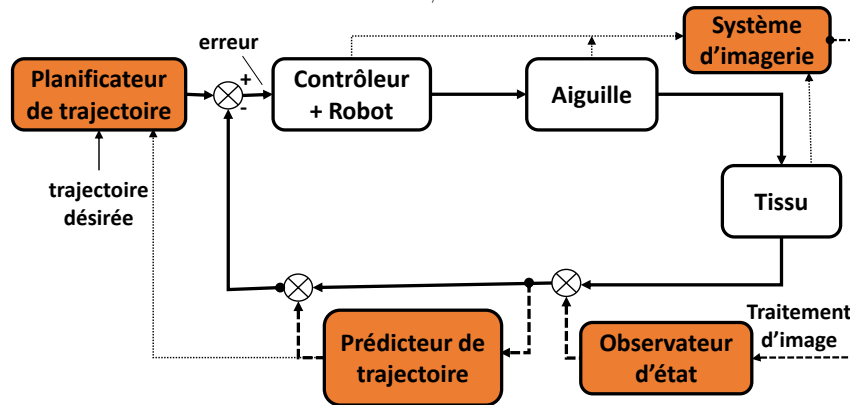 Système
d'imagerie
erreur
+
-
Planificateur
de trajectoire
Contrôleur
+ Robot
Aiguille
trajectoire
désirée
Tissu
Traitement
d'image
Prédicteur de
trajectoire
Observateur
d'état